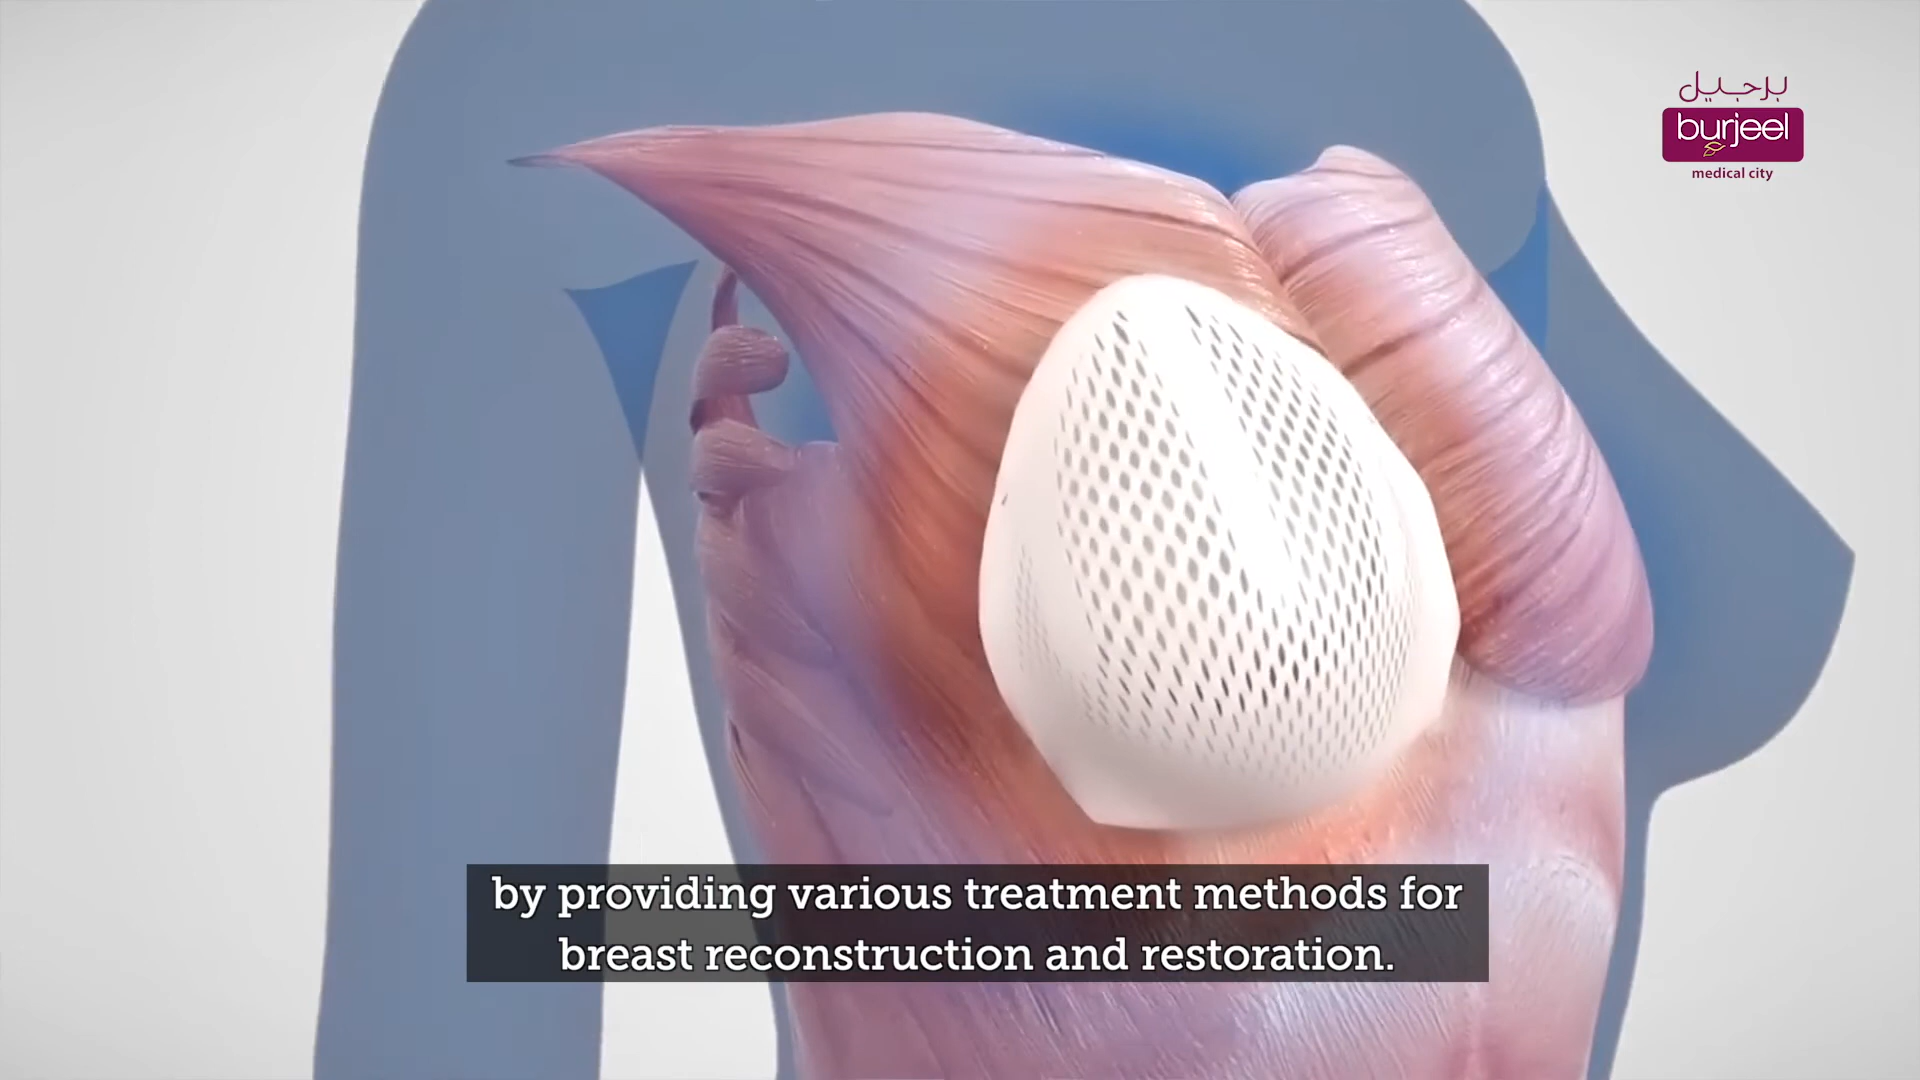 برجيل
burjeel
medical city
by providing various treatment methods for
breast reconstruction and restoration.